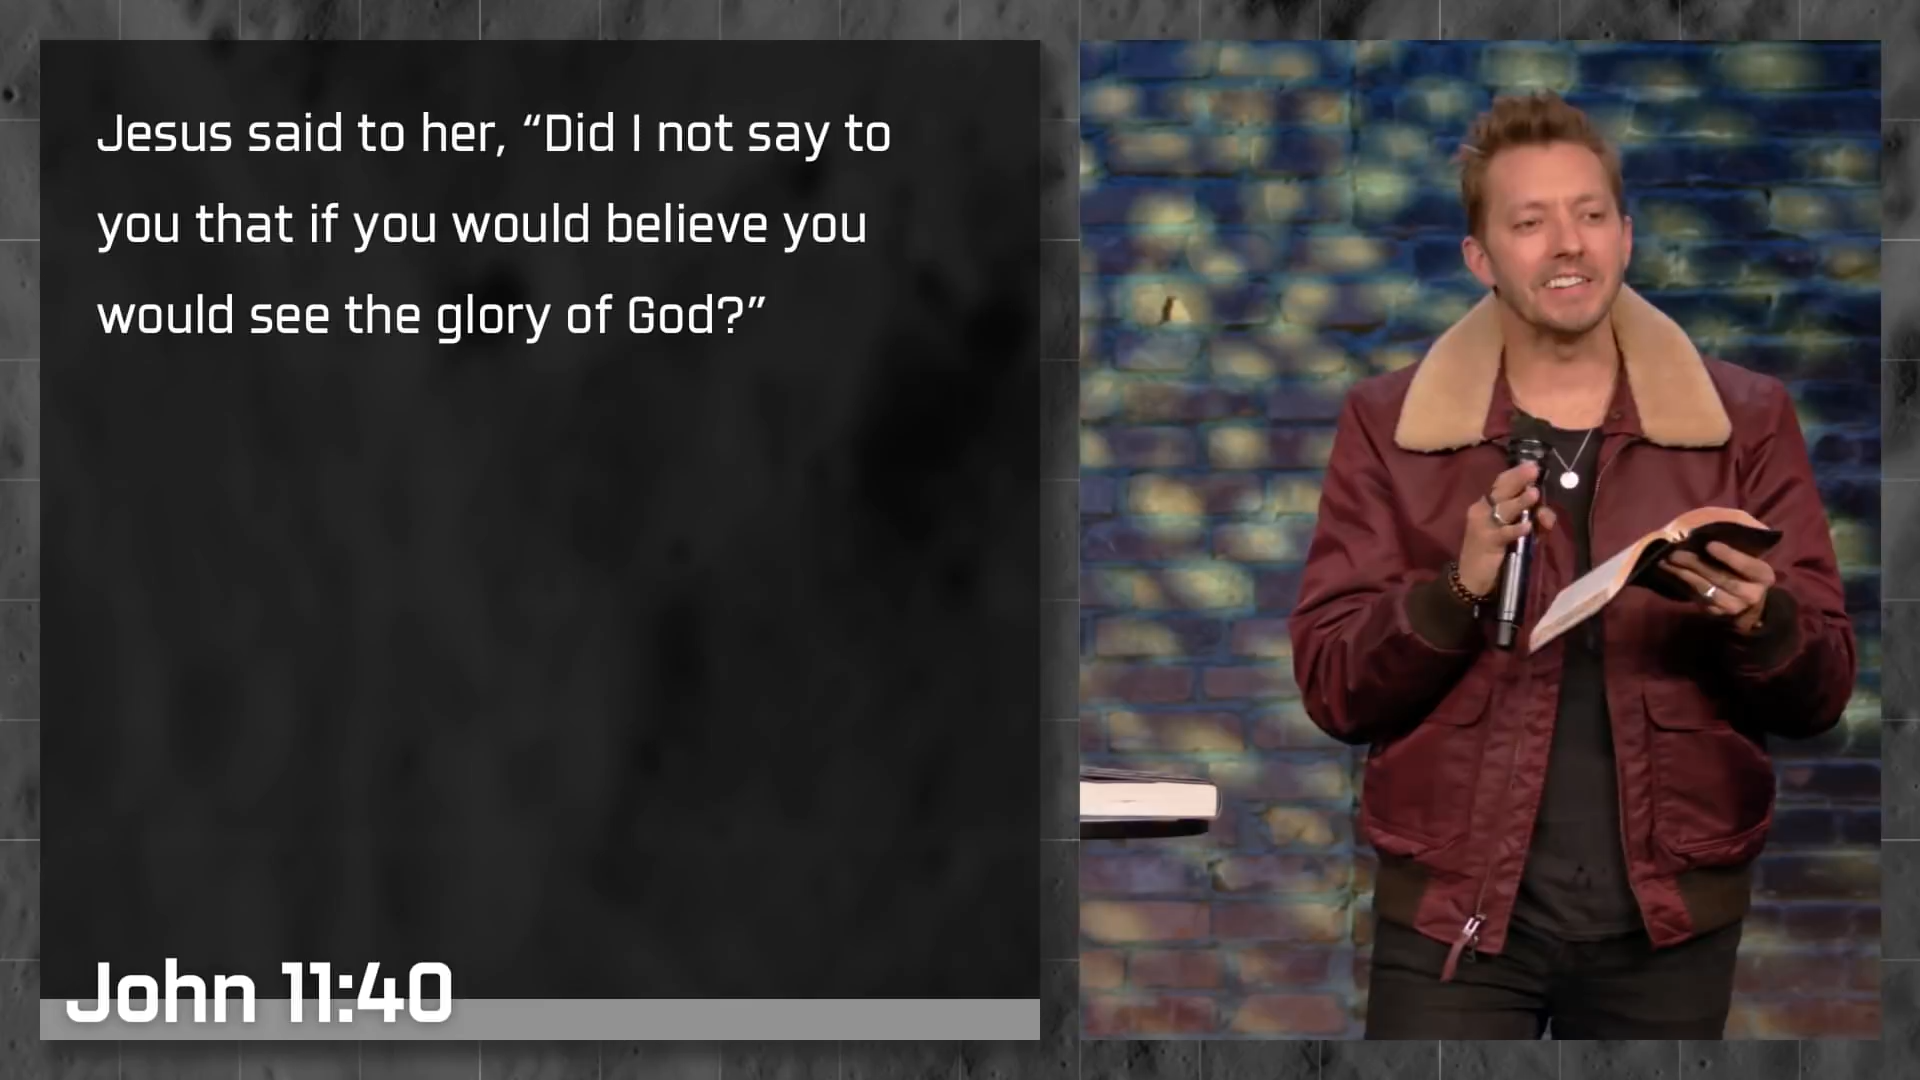 Jesus said to her, “Did I not say to
you that if you would believe you
would see the glory of God?”
John 11:40